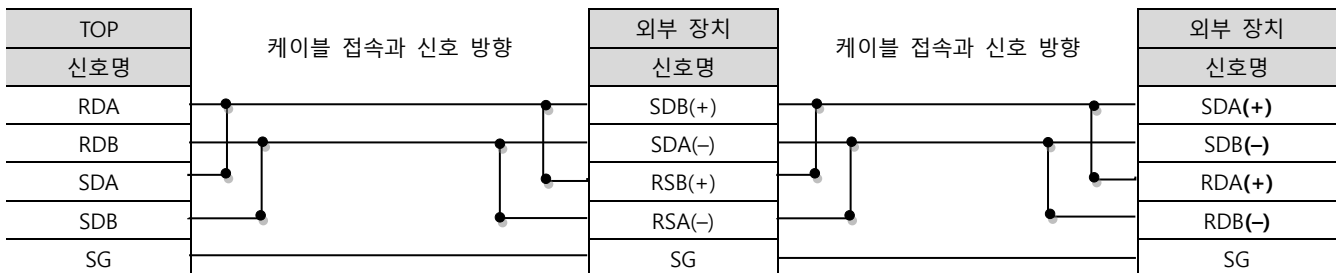 TOP 케이블 접속과 신호 방향 외부 장치 케이블 접속과 신호 방향 외부 장치
신호명 신호명 신호명
RDA SDB(+) SDA(+)
RDB SDA(–) SDB(–)
SDA RSB(+) RDA(+)
SDB RSA(–) RDB(–)
SG SG SG